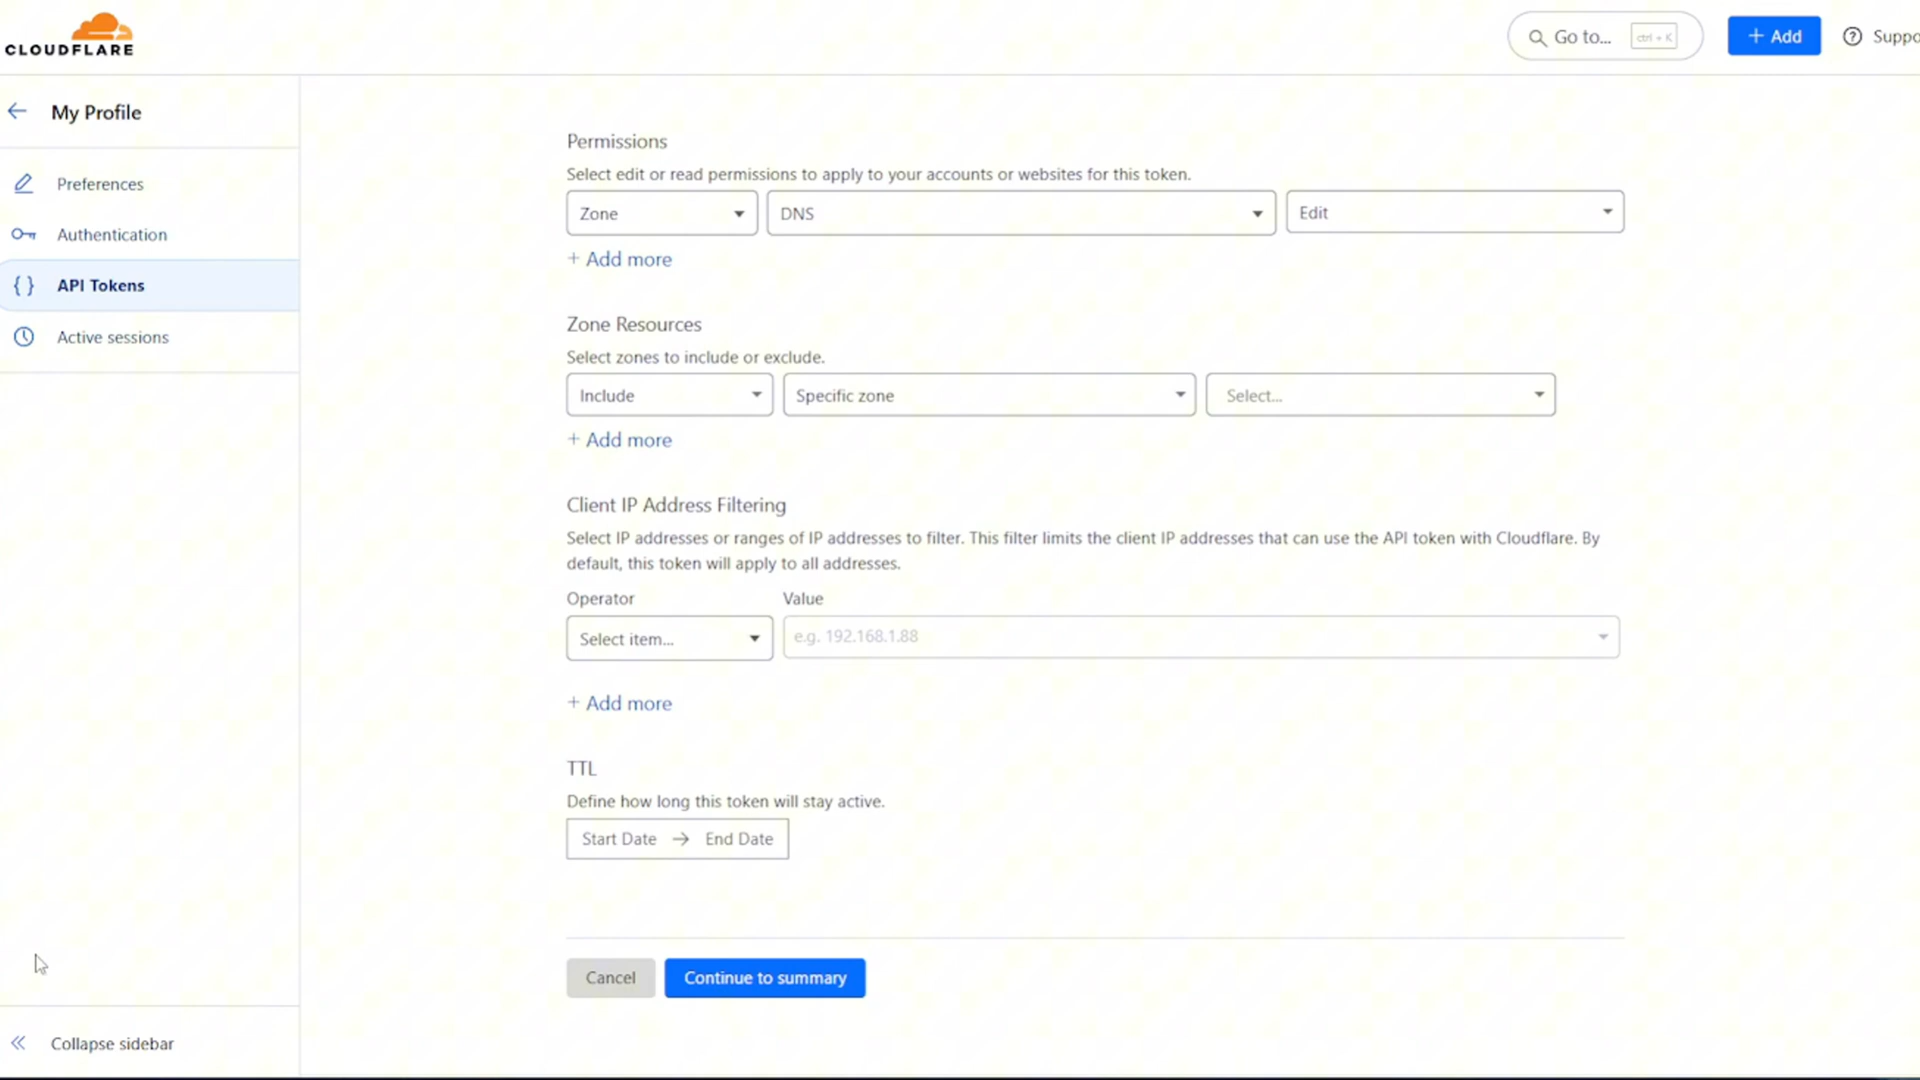 CLOUDFLARE
Go to... ctrl + K
+ Add
Suppo
My Profile
Preferences
Authentication
API Tokens
Active sessions
Collapse sidebar
Permissions
Select edit or read permissions to apply to your accounts or websites for this token.
Zone DNS Edit
+ Add more
Zone Resources
Select zones to include or exclude.
Include Specific zone Select...
+ Add more
Client IP Address Filtering
Select IP addresses or ranges of IP addresses to filter. This filter limits the client IP addresses that can use the API token with Cloudflare. By
default, this token will apply to all addresses.
Operator Value
Select item... e.g. 192.168.1.88
+ Add more
TTL
Define how long this token will stay active.
Start Date → End Date
Cancel Continue to summary